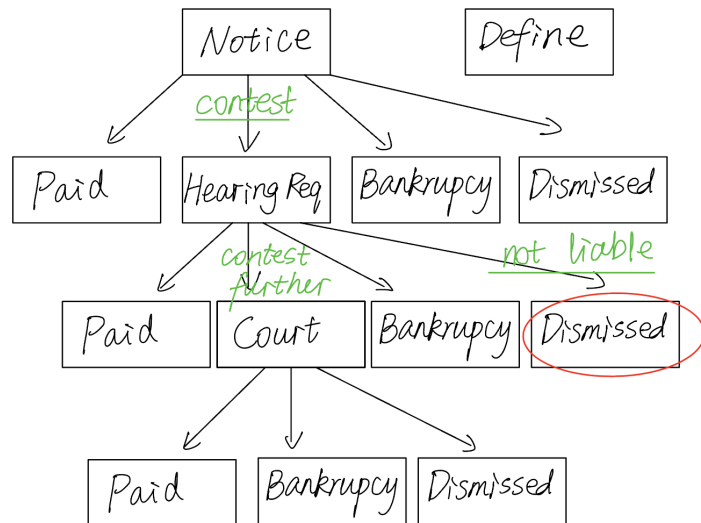 Notice
Define
contest
Paid
Hearing Req
Bankrupcy
Dismissed
contest
further
not liable
Paid
Court
Bankrupcy
Dismissed
Paid
Bankrupcy
Dismissed